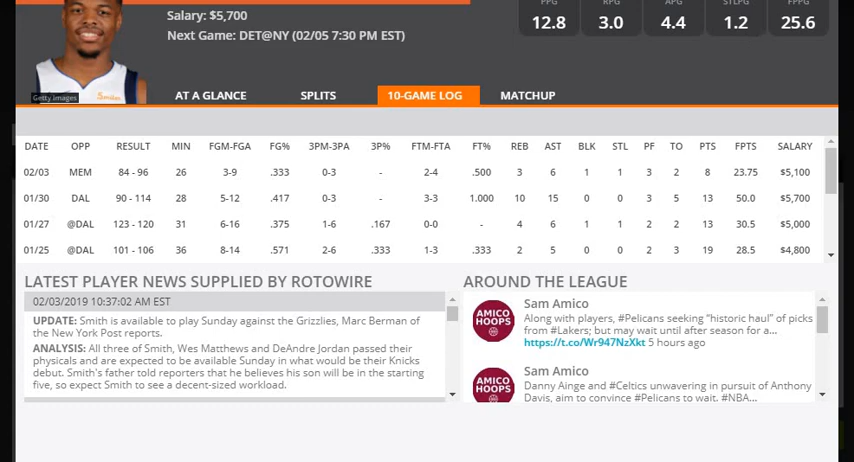 PPG RPG APG STLPG FPPG
Salary: $5,700
12.8 3.0 4.4 1.2 25.6
Next Game: DET@NY (02/05 7:30 PM EST)
Getty Images
AT A GLANCE SPLITS 10-GAME LOG MATCHUP
DATE OPP RESULT MIN FGM-FGA FG% 3PM-3PA 3P% FTM-FTA FT% REB AST BLK STL PF TO PTS FPTS SALARY
02/03 MEM 84 - 96 26 3-9 .333 0-3 - 2-4 .500 3 6 1 1 3 2 8 23.75 $5,100
01/30 DAL 90 - 114 28 5-12 .417 0-3 - 3-3 1.000 10 15 0 0 3 5 13 50.0 $5,700
01/27 @DAL 123 - 120 31 6-16 .375 1-6 .167 0-0 - 4 6 1 1 2 2 13 30.5 $5,000
01/25 @DAL 101 - 106 36 8-14 .571 2-6 .333 1-3 .333 2 5 0 0 2 3 19 28.5 $4,800
LATEST PLAYER NEWS SUPPLIED BY ROTOWIRE
02/03/2019 10:37:02 AM EST
UPDATE: Smith is available to play Sunday against the Grizzlies, Marc Berman of
the New York Post reports.
ANALYSIS: All three of Smith, Wes Matthews and DeAndre Jordan passed their
physicals and are expected to be available Sunday in what would be their Knicks
debut. Smith's father told reporters that he believes his son will be in the starting
five, so expect Smith to see a decent-sized workload.
AROUND THE LEAGUE
AMICO
HOOPS
Sam Amico
Along with players, #Pelicans seeking “historic haul” of picks
from #Lakers; but may wait until after season for a...
https://t.co/Wr947NzXkt 5 hours ago
AMICO
HOOPS
Sam Amico
Danny Ainge and #Celtics unwavering in pursuit of Anthony
Davis, aim to convince #Pelicans to wait. #NBA...